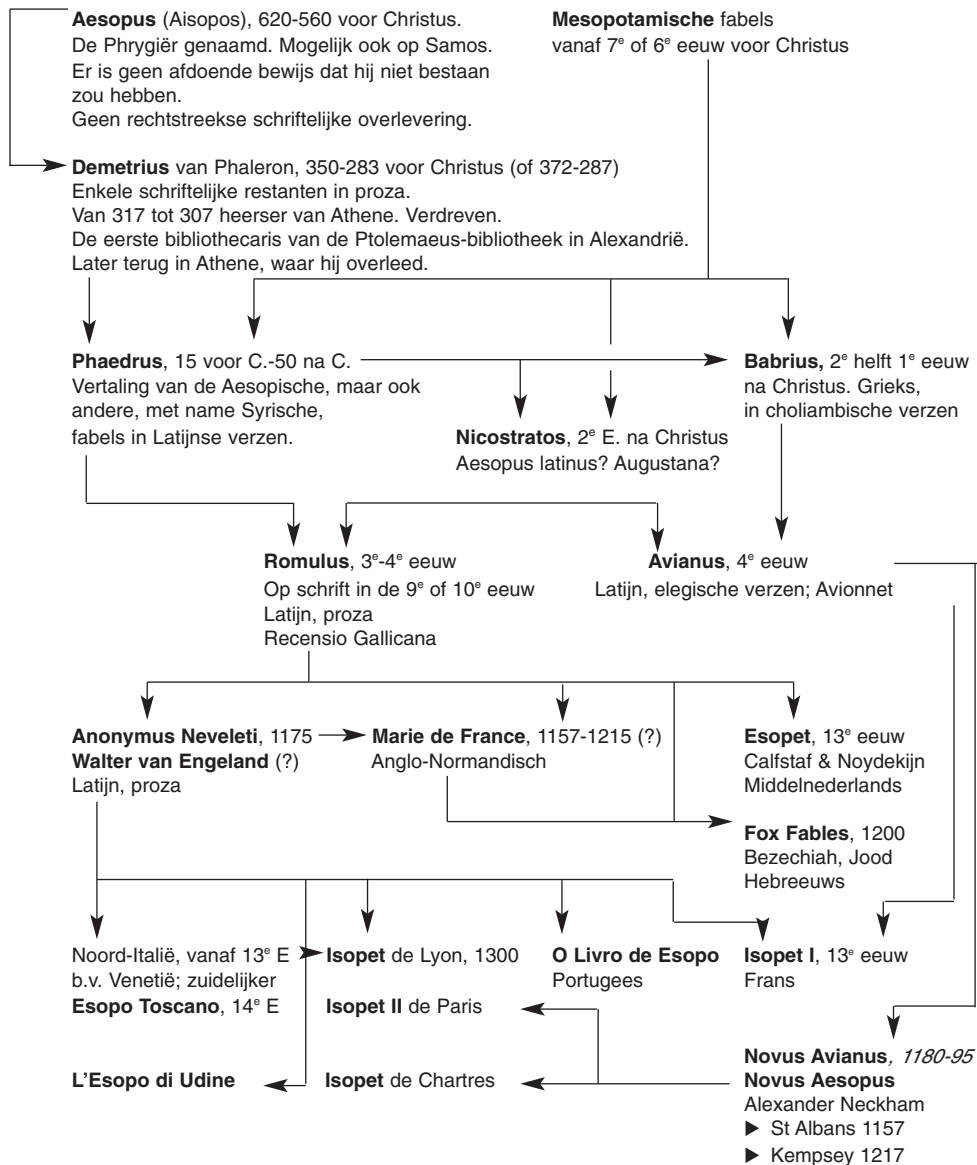 Aesopus (Aisopos), 620-560 voor Christus.
De Phrygiër genaamd. Mogelijk ook op Samos.
Er is geen afdoende bewijs dat hij niet bestaan
zou hebben.
Geen rechtstreekse schriftelijke overlevering.
Mesopotamische fabels
vanaf 7e of 6e eeuw voor Christus
Demetrius van Phaleron, 350-283 voor Christus (of 372-287)
Enkele schriftelijke restanten in proza.
Van 317 tot 307 heerser van Athene. Verdreven.
De eerste bibliothecaris van de Ptolemaeus-bibliotheek in Alexandrië.
Later terug in Athene, waar hij overleed.
Phaedrus, 15 voor C.-50 na C.
Vertaling van de Aesopische, maar ook
andere, met name Syrische,
fabels in Latijnse verzen.
Nicostratos, 2e E. na Christus
Aesopus latinus? Augustana?
Babrius, 2e helft 1e eeuw
na Christus. Grieks,
in choliambische verzen
Romulus, 3e-4e eeuw
Op schrift in de 9e of 10e eeuw
Latijn, proza
Recensio Gallicana
Avianus, 4e eeuw
Latijn, elegische verzen; Avionnet
Anonymus Neveleti, 1175
Walter van Engeland (?)
Latijn, proza
Marie de France, 1157-1215 (?)
Anglo-Normandisch
Esopet, 13e eeuw
Calfstaf & Noydekijn
Middelnederlands
Fox Fables, 1200
Bezechiah, Jood
Hebreeuws
Noord-Italië, vanaf 13e E
b.v. Venetië; zuidelijker
Esopo Toscano, 14e E
L'Esopo di Udine
Isopet de Lyon, 1300
Isopet II de Paris
Isopet de Chartres
O Livro de Esopo
Portugees
Isopet I, 13e eeuw
Frans
Novus Avianus, 1180-95
Novus Aesopus
Alexander Neckham
▶ St Albans 1157
▶ Kempsey 1217